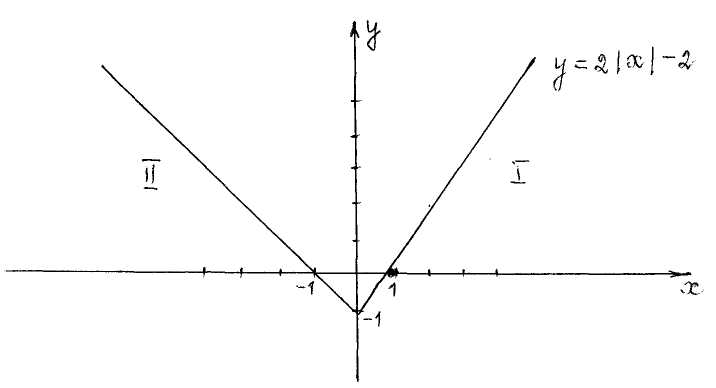 y
y = 2|x| - 2
II
I
-1
1
x
-1